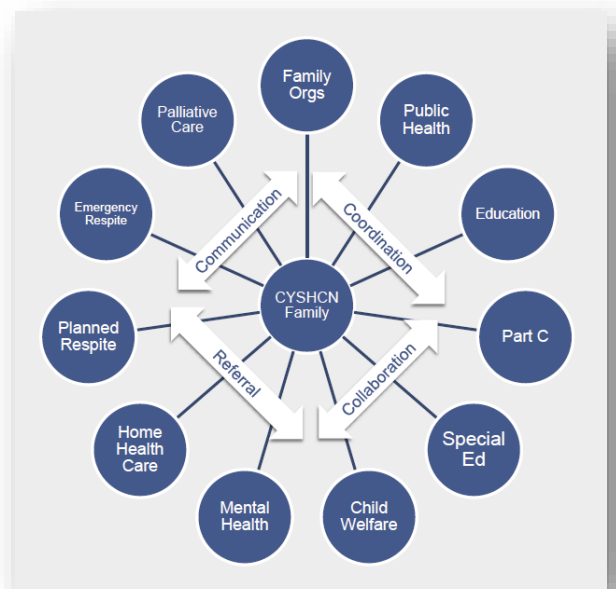 Family
Orgs
Public
Health
Education
Part C
Special
Ed
Child
Welfare
Mental
Health
Home
Health
Care
Planned
Respite
Emergency
Respite
Palliative
Care
Communication
Coordination
Collaboration
Referral
CYSHCN
Family